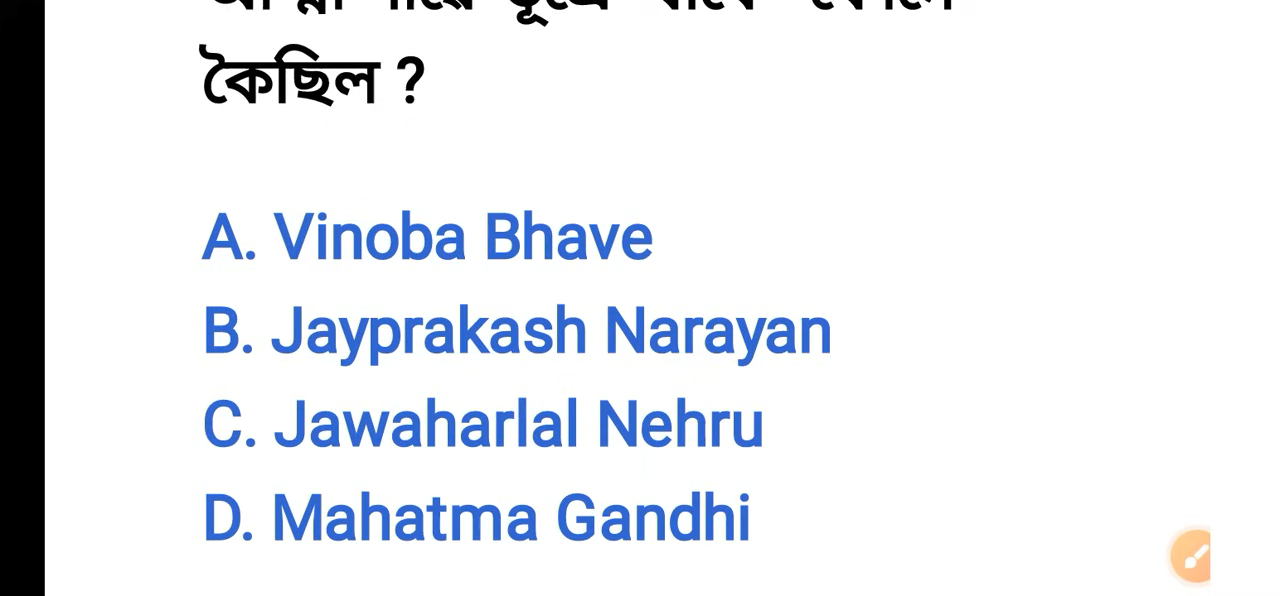 কৈছিল ?
A. Vinoba Bhave
B. Jayprakash Narayan
C. Jawaharlal Nehru
D. Mahatma Gandhi